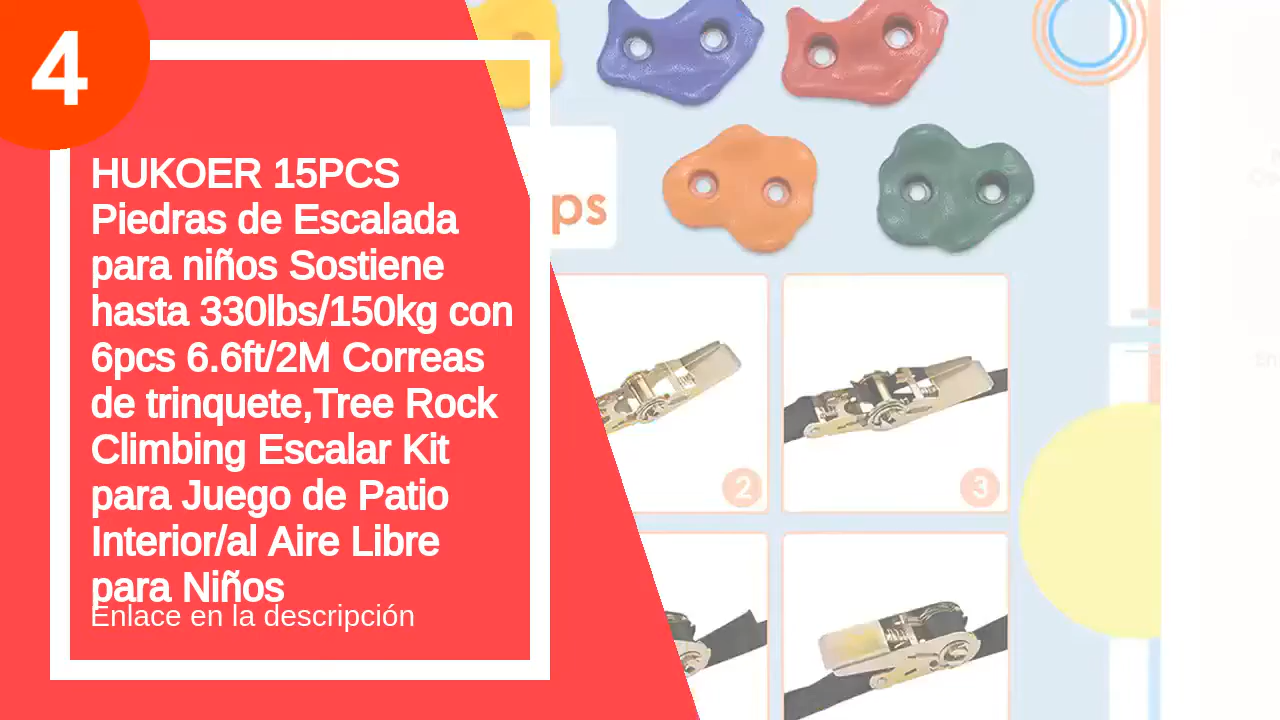 4
HUKOER 15PCS
Piedras de Escalada
para niños Sostiene
hasta 330lbs/150kg con
6pcs 6.6ft/2M Correas
de trinquete,Tree Rock
Climbing Escalar Kit
para Juego de Patio
Interior/al Aire Libre
para Niños
Enlace en la descripción
ps
2
3